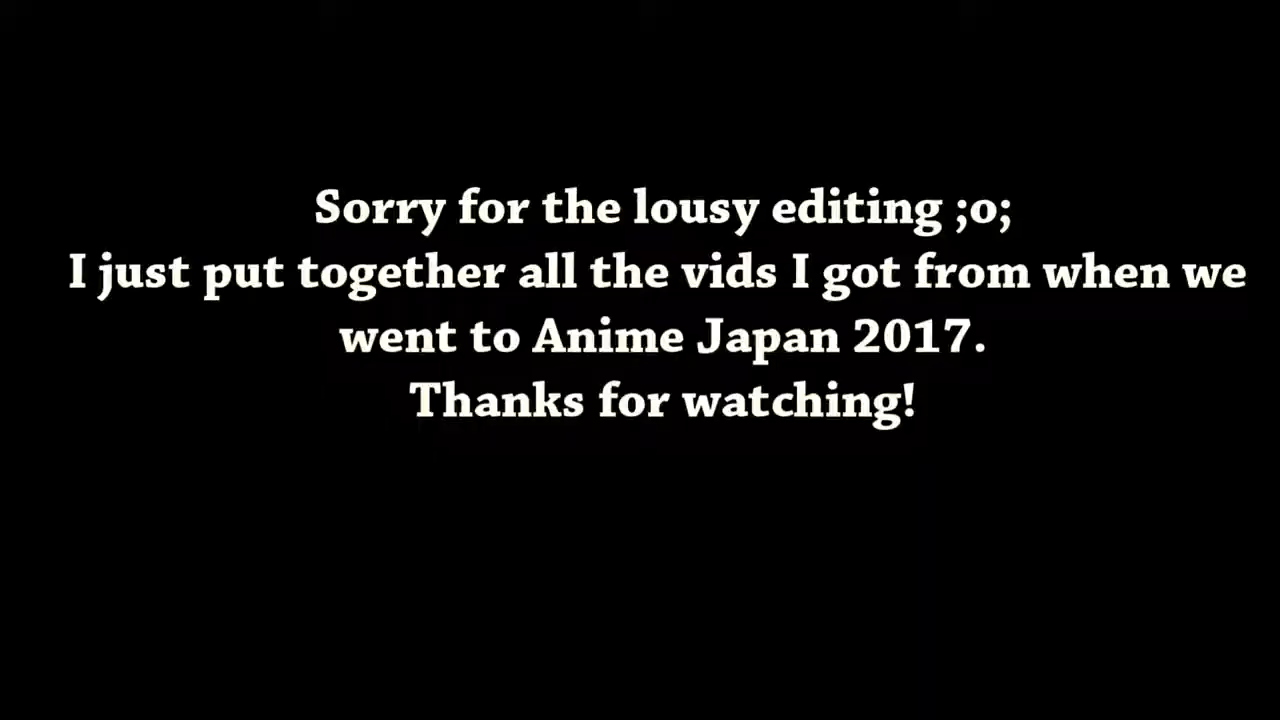 Sorry for the lousy editing ;o;
I just put together all the vids I got from when we
went to Anime Japan 2017.
Thanks for watching!